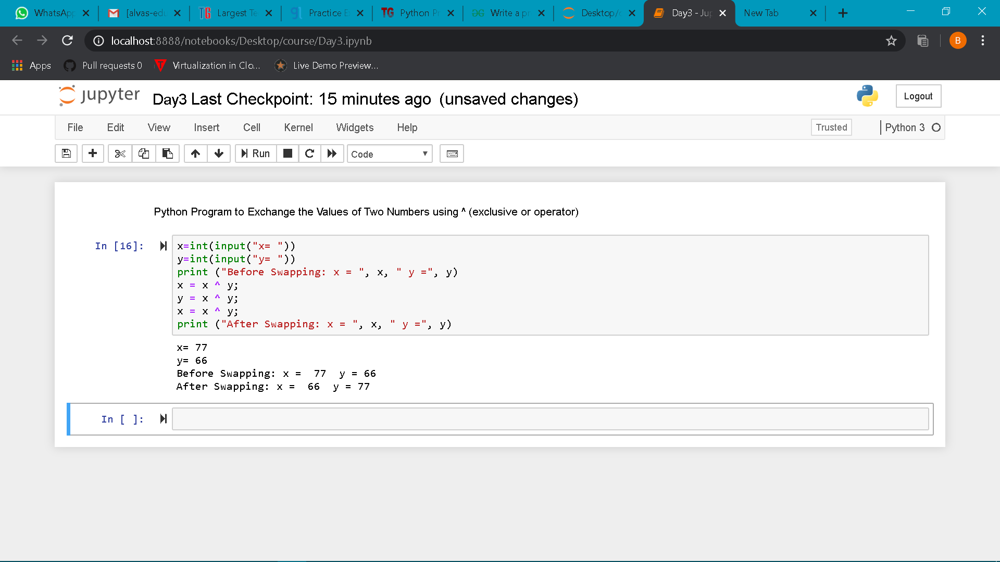 WhatsApp [alvas-edu Largest Te Practice E Python Pr Write a pr Desktop/ Day3 - Jup New Tab
localhost:8888/notebooks/Desktop/course/Day3.ipynb B
Apps Pull requests 0 Virtualization in Clo... Live Demo Preview...
jupyter Day3 Last Checkpoint: 15 minutes ago (unsaved changes) Logout
File Edit View Insert Cell Kernel Widgets Help Trusted Python 3
Run Code
Python Program to Exchange the Values of Two Numbers using ^ (exclusive or operator)
In [16]: x=int(input("x= "))
y=int(input("y= "))
print ("Before Swapping: x = ", x, " y =", y)
x = x ^ y;
y = x ^ y;
x = x ^ y;
print ("After Swapping: x = ", x, " y =", y)
x= 77
y= 66
Before Swapping: x =  77  y = 66
After Swapping: x =  66  y = 77
In [ ]: